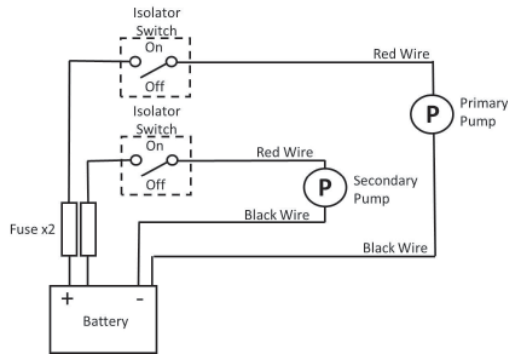 Isolator
Switch
On
Off
Red Wire
P
Primary
Pump
Isolator
Switch
On
Off
Red Wire
P
Secondary
Pump
Black Wire
Fuse x2
Black Wire
+
-
Battery